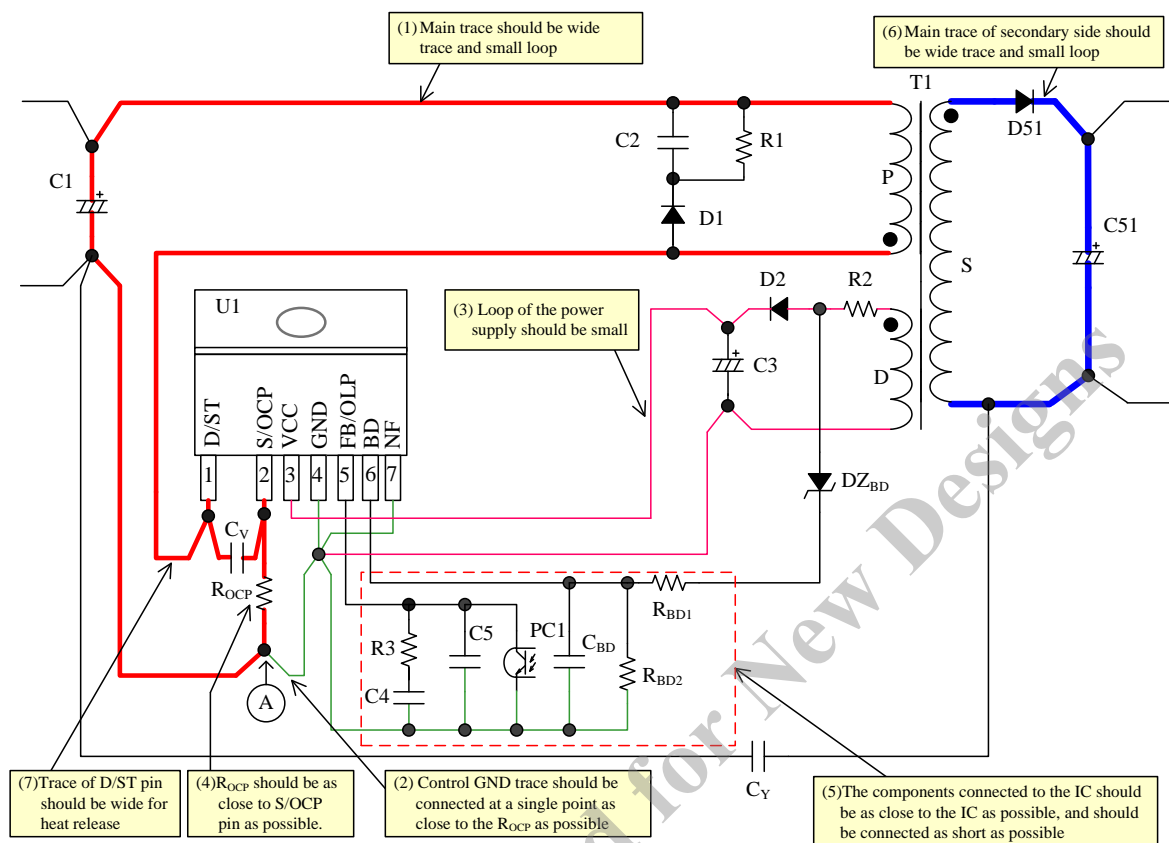 (1) Main trace should be wide
trace and small loop
(6) Main trace of secondary side should
be wide trace and small loop
T1
D51
C2
R1
P
C1
D1
C51
S
D2
R2
U1
(3) Loop of the power
supply should be small
C3
D
D/ST
S/OCP
VCC
GND
FB/OLP
BD
NF
1
2
3
4
5
6
7
DZBD
CV
ROCP
RBD1
R3
C5
PC1
CBD
RBD2
C4
A
CY
(7) Trace of D/ST pin
should be wide for
heat release
(4) ROCP should be as
close to S/OCP
pin as possible.
(2) Control GND trace should be
connected at a single point as
close to the ROCP as possible
(5) The components connected to the IC should
be as close to the IC as possible, and should
be connected as short as possible
for New Designs